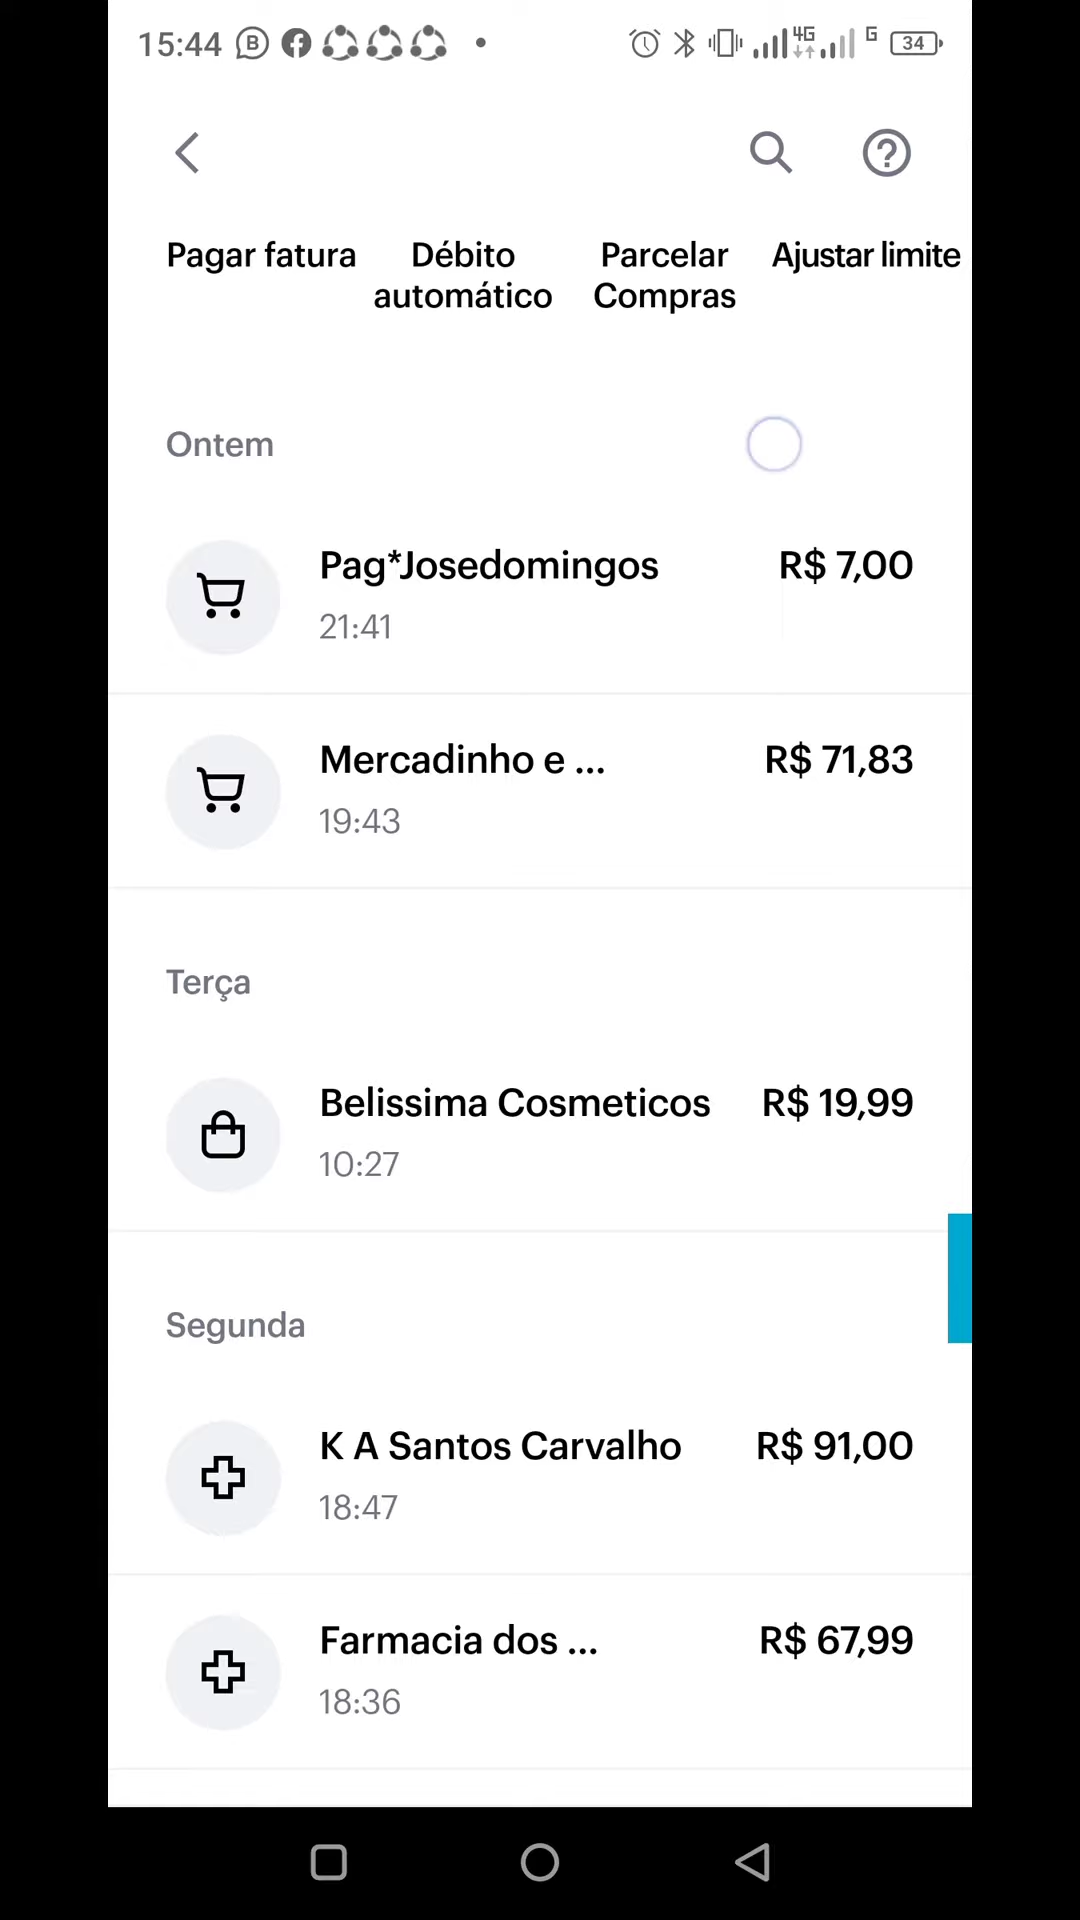 15:44 4G G 34
Pagar fatura Débito automático Parcelar Compras Ajustar limite
Ontem
Pag*Josedomingos R$ 7,00
21:41
Mercadinho e ... R$ 71,83
19:43
Terça
Belissima Cosmeticos R$ 19,99
10:27
Segunda
K A Santos Carvalho R$ 91,00
18:47
Farmacia dos ... R$ 67,99
18:36